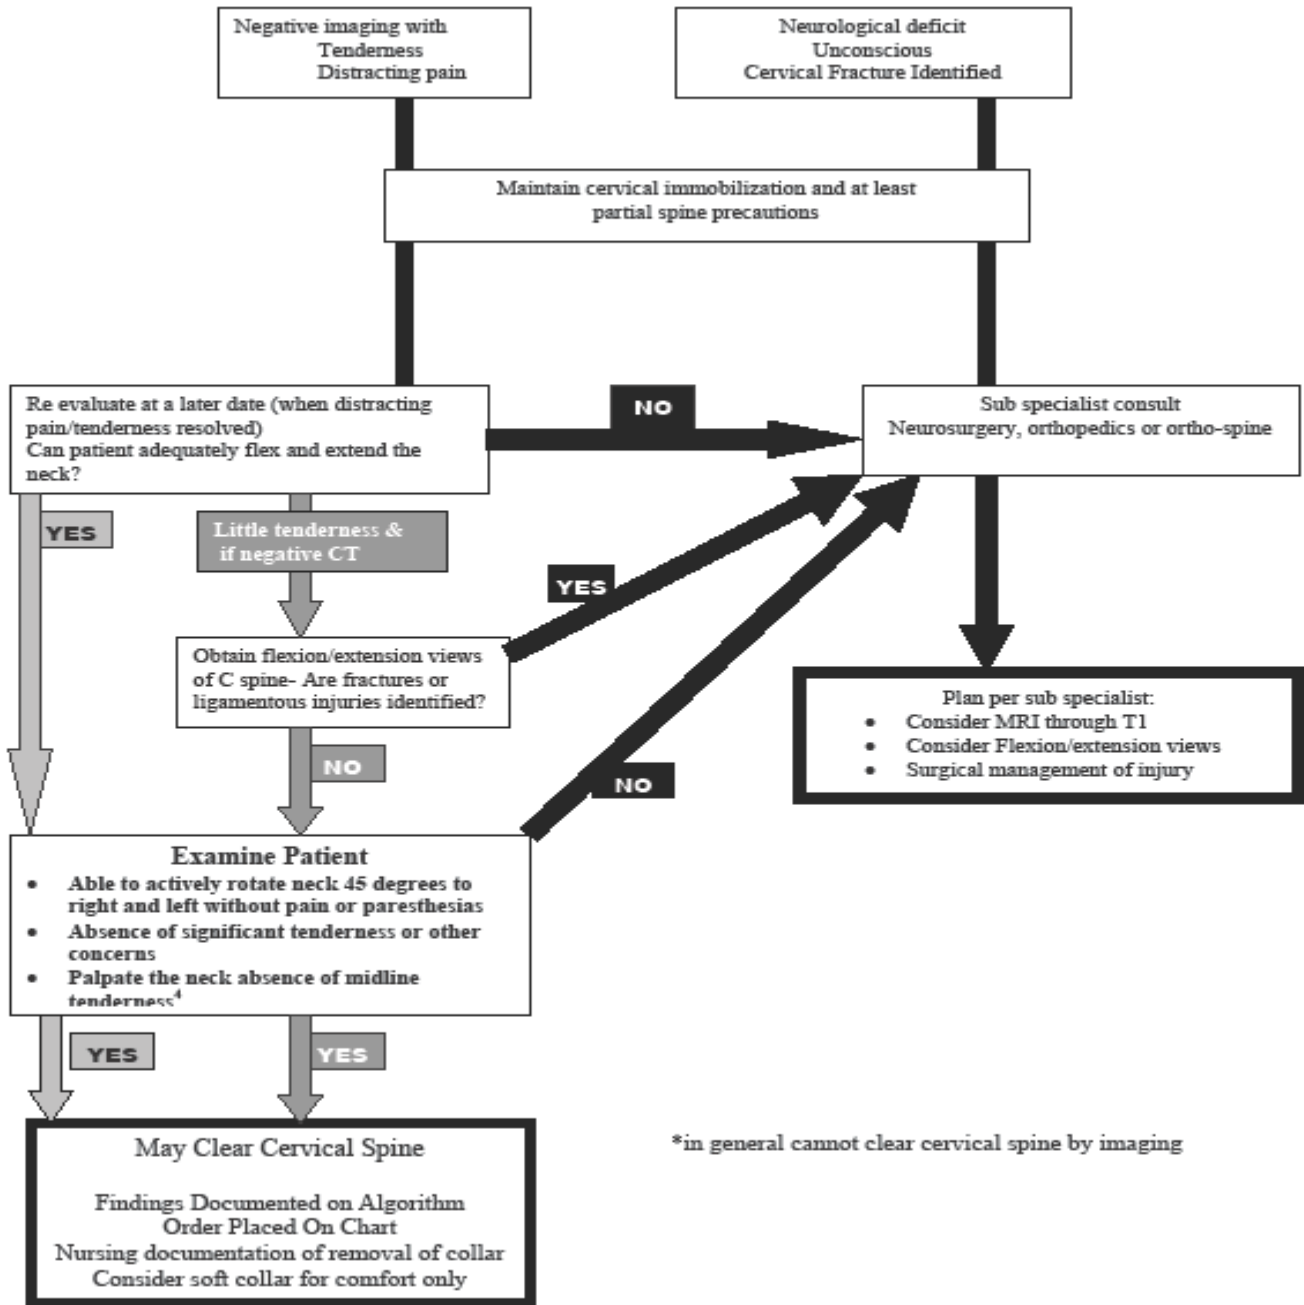 Negative imaging with
Tenderness
Distracting pain
Neurological deficit
Unconscious
Cervical Fracture Identified
Maintain cervical immobilization and at least
partial spine precautions
Re evaluate at a later date (when distracting
pain/tenderness resolved)
Can patient adequately flex and extend the
neck?
NO
Sub specialist consult
Neurosurgery, orthopedics or ortho-spine
YES
Little tenderness &
if negative CT
YES
Obtain flexion/extension views
of C spine- Are fractures or
ligamentous injuries identified?
Plan per sub specialist:
• Consider MRI through T1
• Consider Flexion/extension views
• Surgical management of injury
NO
NO
Examine Patient
• Able to actively rotate neck 45 degrees to
right and left without pain or paresthesias
• Absence of significant tenderness or other
concerns
• Palpate the neck absence of midline
tenderness⁴
YES
YES
May Clear Cervical Spine
Findings Documented on Algorithm
Order Placed On Chart
Nursing documentation of removal of collar
Consider soft collar for comfort only
*in general cannot clear cervical spine by imaging